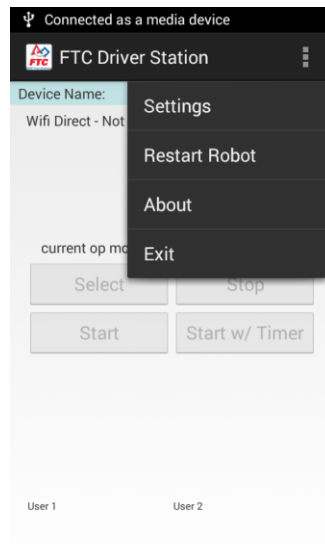 Connected as a media device
FTC
FTC Driver Station
Device Name:
Settings
Wifi Direct - Not
Restart Robot
About
current op mo
Exit
Select
Stop
Start
Start w/ Timer
User 1
User 2